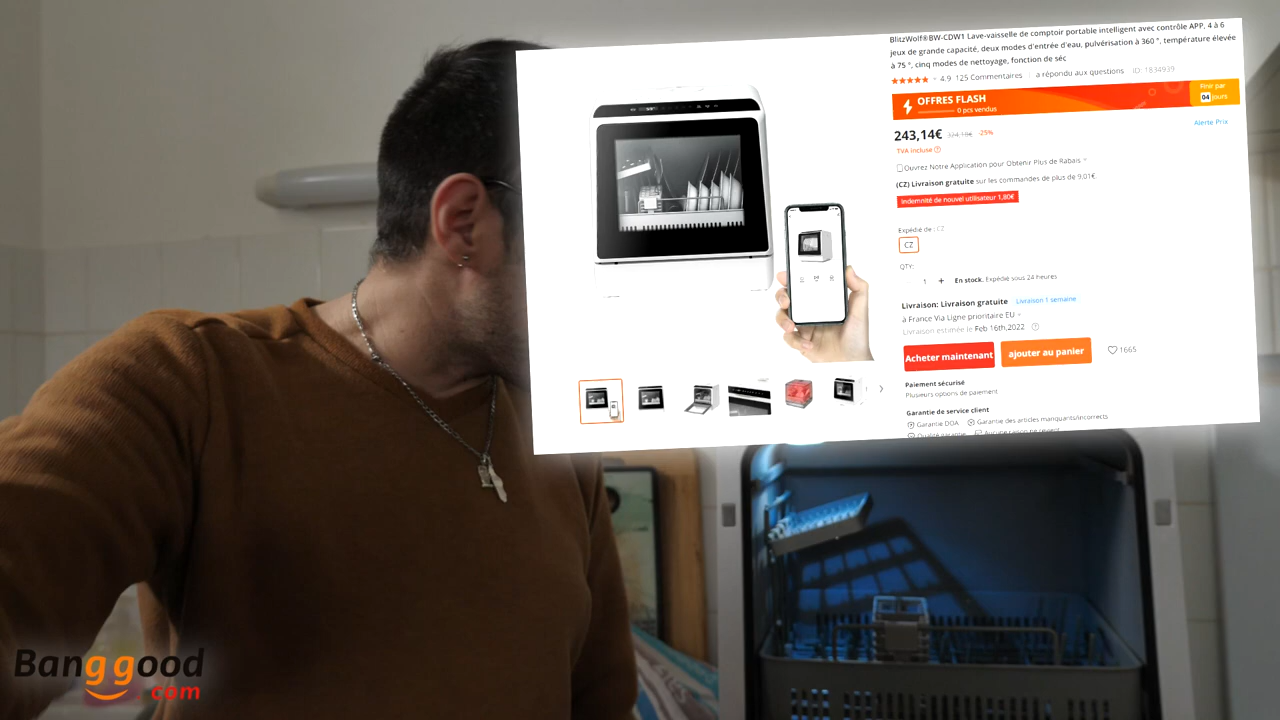 BlitzWolf®BW-CDW1 Lave-vaisselle de comptoir portable intelligent avec contrôle APP, 4 à 6
jeux de grande capacité, deux modes d'entrée d'eau, pulvérisation à 360 °, température élevée
à 75 °, cinq modes de nettoyage, fonction de séc
4.9 125 Commentaires | a répondu aux questions ID: 1834939
OFFRES FLASH
0 pcs vendus
Finir par
04 jours
243,14€ 324,18€ -25%
Alerte Prix
TVA incluse ?
Ouvrez Notre Application pour Obtenir Plus de Rabais
(CZ) Livraison gratuite sur les commandes de plus de 9,01€
Indemnité de nouvel utilisateur 1,80€
Expédié de : CZ
CZ
QTY:
- 1 + En stock. Expédié sous 24 heures
Livraison: Livraison gratuite Livraison 1 semaine
à France Via Ligne prioritaire EU
Livraison estimée le Feb 16th,2022 ?
Acheter maintenant ajouter au panier 1665
Paiement sécurisé
Plusieurs options de paiement
Garantie de service client
Garantie DOA Garantie des articles manquants/incorrects
Qualité garantie
Banggood
.com